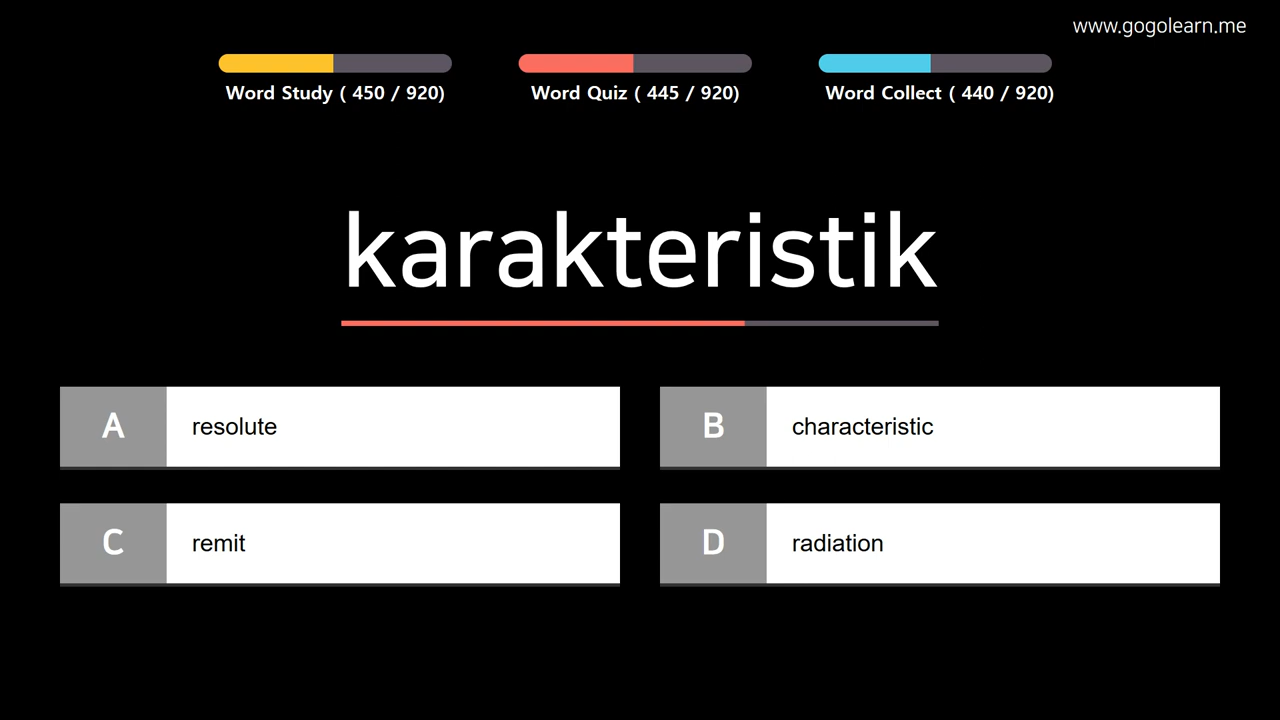 www.gogolearn.me
Word Study ( 450 / 920)
Word Quiz ( 445 / 920)
Word Collect ( 440 / 920)
karakteristik
A resolute
B characteristic
C remit
D radiation